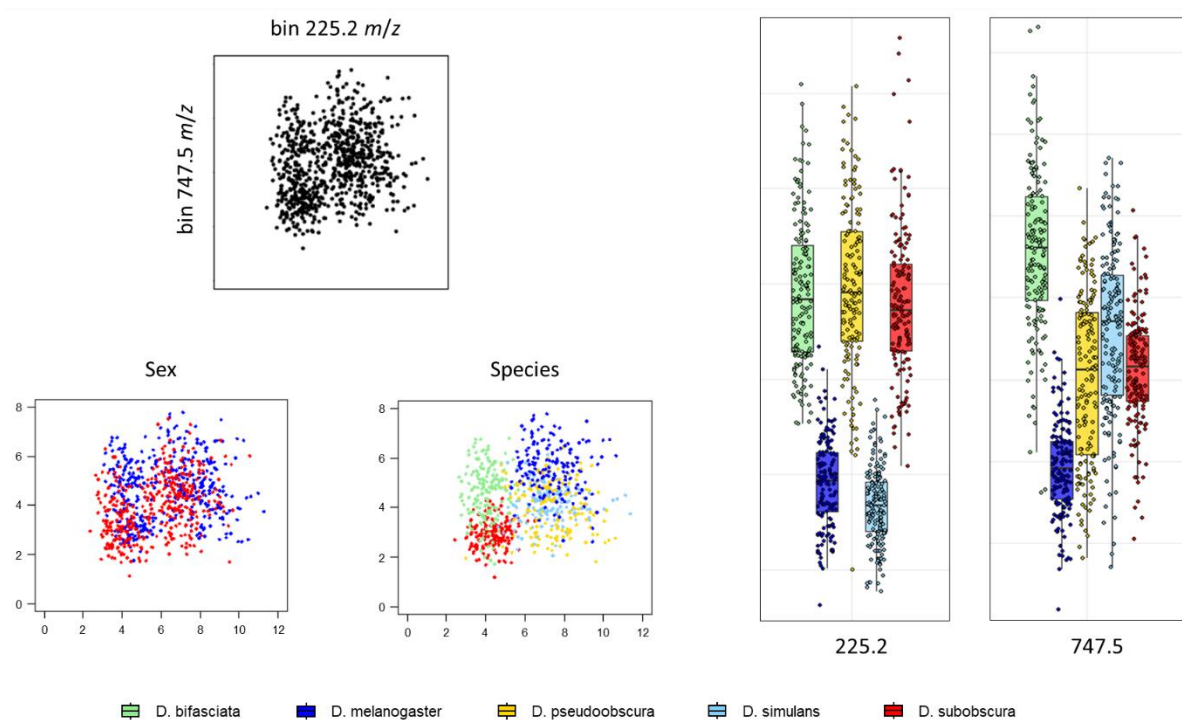 bin 225.2 m/z
bin 747.5 m/z
Sex
8
6
4
2
0
0 2 4 6 8 10 12
Species
8
6
4
2
0
0 2 4 6 8 10 12
225.2
747.5
D. bifasciata D. melanogaster D. pseudoobscura D. simulans D. subobscura